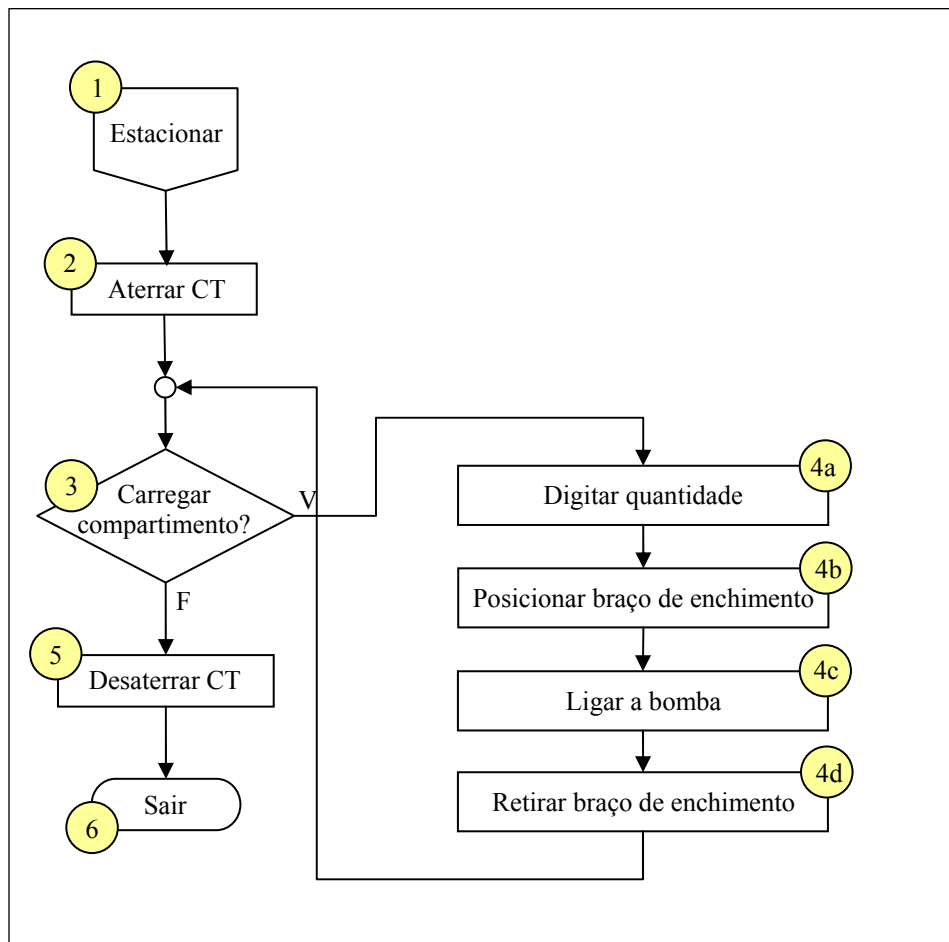 1
Estacionar
2
Aterrar CT
3
Carregar
compartimento?
V
F
4a
Digitar quantidade
4b
Posicionar braço de enchimento
4c
Ligar a bomba
4d
Retirar braço de enchimento
5
Desaterrar CT
Sair
6